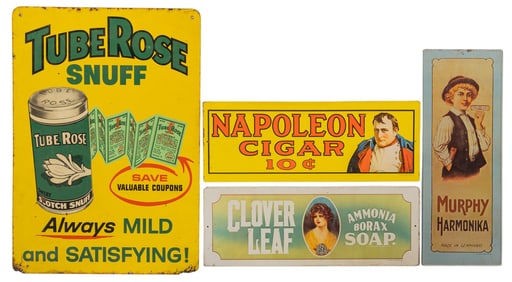 TUBE ROSE
SNUFF
TUBE ROSE
SCOTCH SNUFF
SAVE
VALUABLE COUPONS
Always MILD
and SATISFYING!
NAPOLEON
CIGAR
10¢
CLOVER
LEAF
AMMONIA
BORAX
SOAP.
MURPHY
HARMONIKA
MADE IN GERMANY